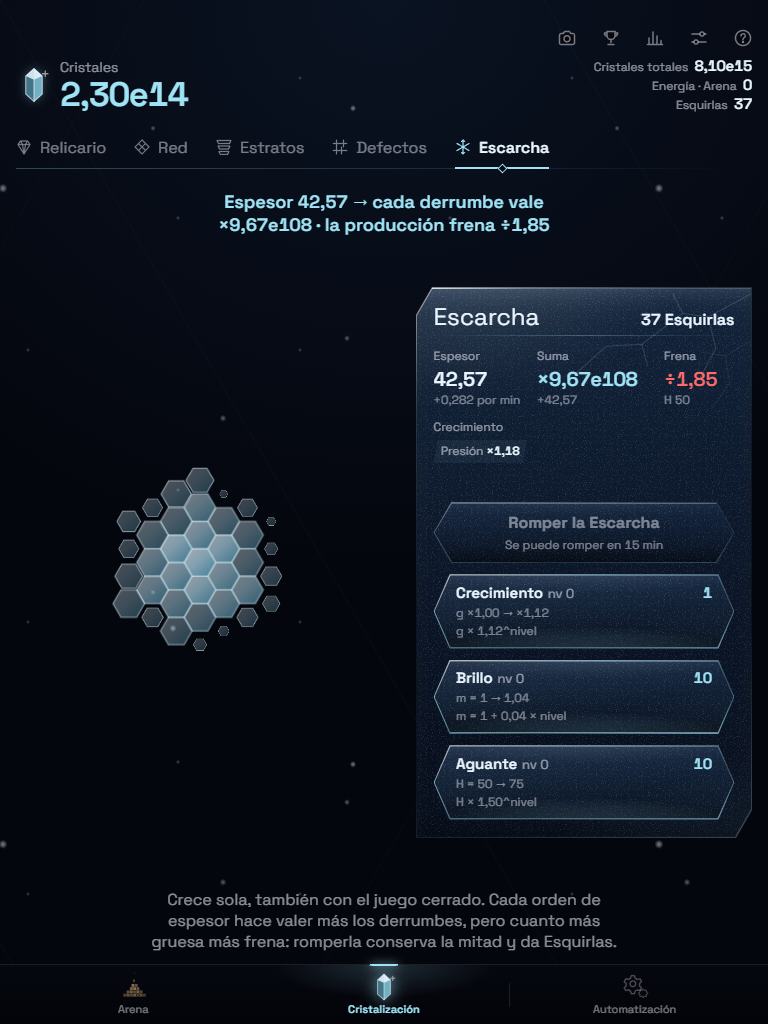 Cristales
2,30e14
Cristales totales 8,10e15
Energía · Arena 0
Esquirlas 37
Relicario Red Estratos Defectos Escarcha
Espesor 42,57 → cada derrumbe vale
×9,67e108 · la producción frena ÷1,85
Escarcha 37 Esquirlas
Espesor Suma Frena
42,57 ×9,67e108 ÷1,85
+0,282 por min +42,57 H 50
Crecimiento
Presión ×1,18
Romper la Escarcha
Se puede romper en 15 min
Crecimiento nv 0 1
g ×1,00 → ×1,12
g × 1,12^nivel
Brillo nv 0 10
m = 1 → 1,04
m = 1 + 0,04 × nivel
Aguante nv 0 10
H = 50 → 75
H × 1,50^nivel
Crece sola, también con el juego cerrado. Cada orden de
espesor hace valer más los derrumbes, pero cuanto más
gruesa más frena: romperla conserva la mitad y da Esquirlas.
Arena Cristalización Automatización